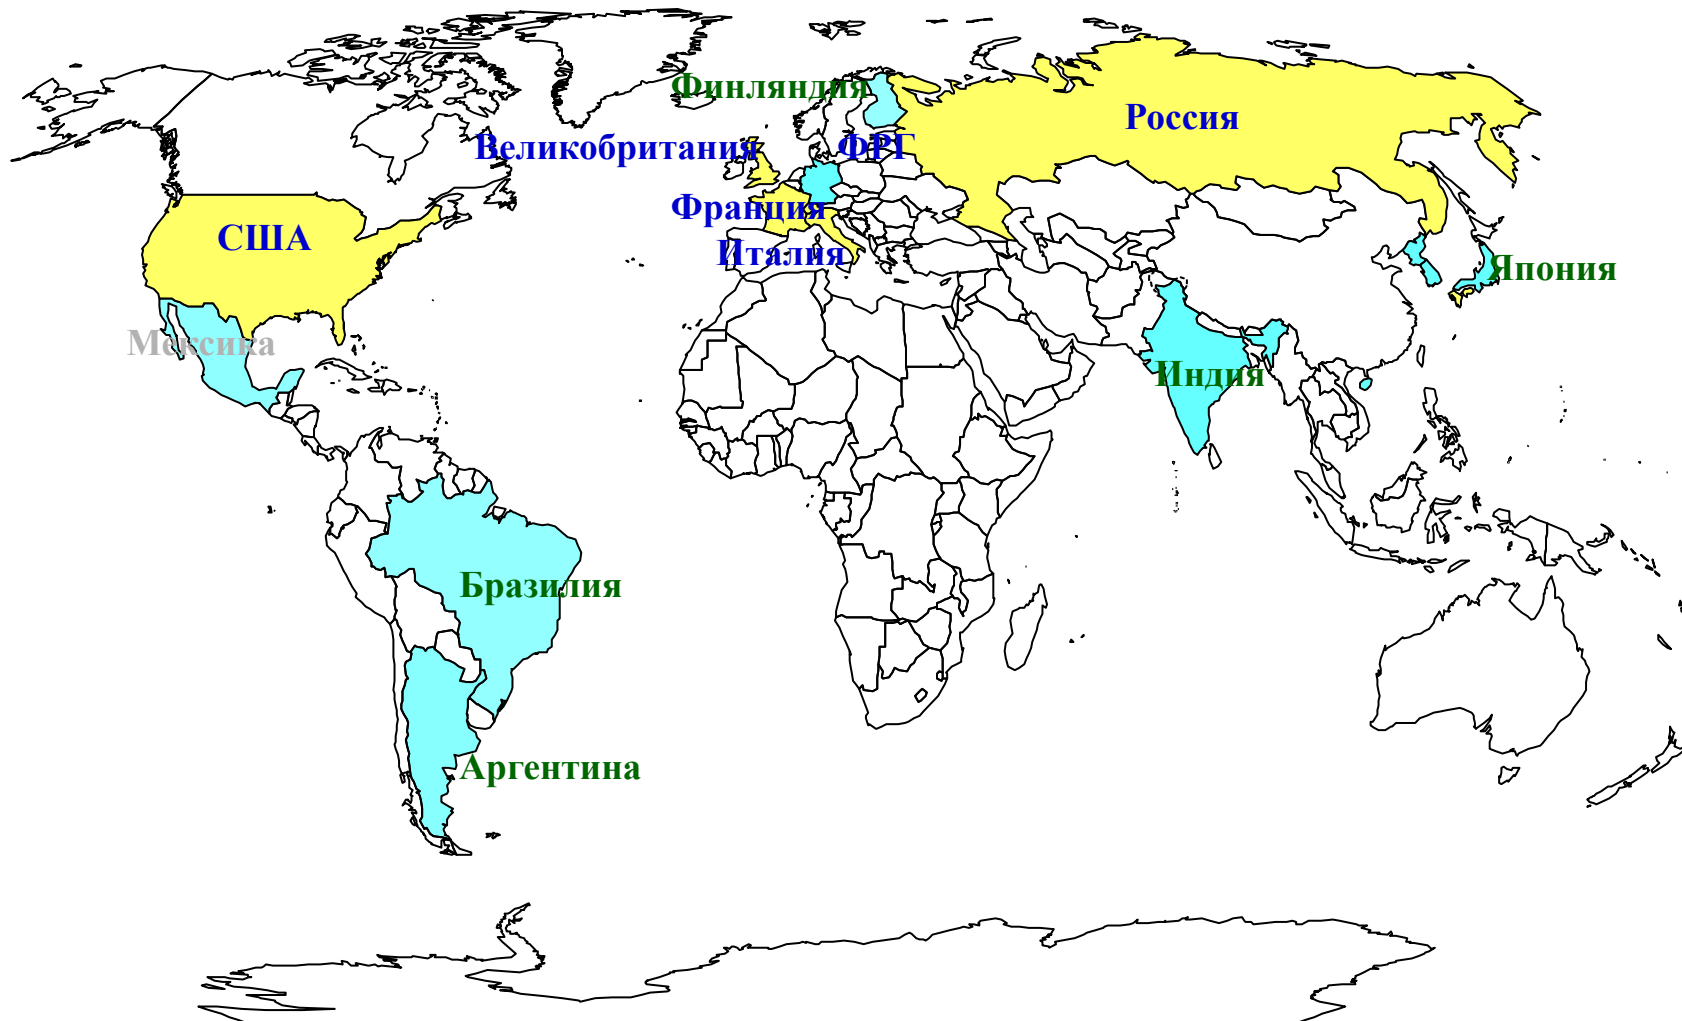 Финляндия
Россия
Великобритания
ФРГ
Франция
США
Италия
Япония
Мексика
Индия
Бразилия
Аргентина